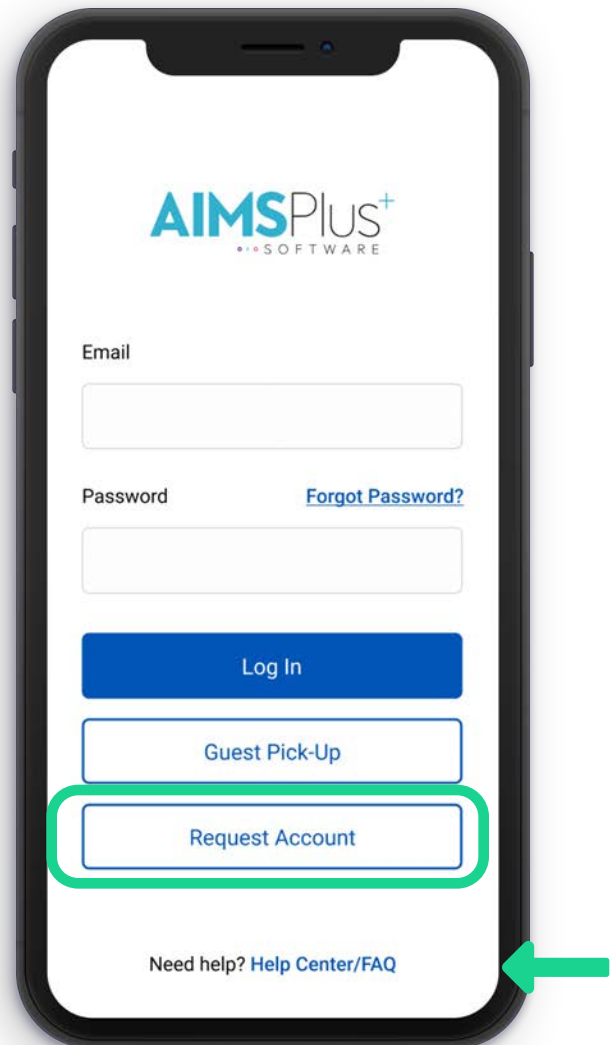 AIMSPlus+
SOFTWARE
Email
Password Forgot Password?
Log In
Guest Pick-Up
Request Account
Need help? Help Center/FAQ